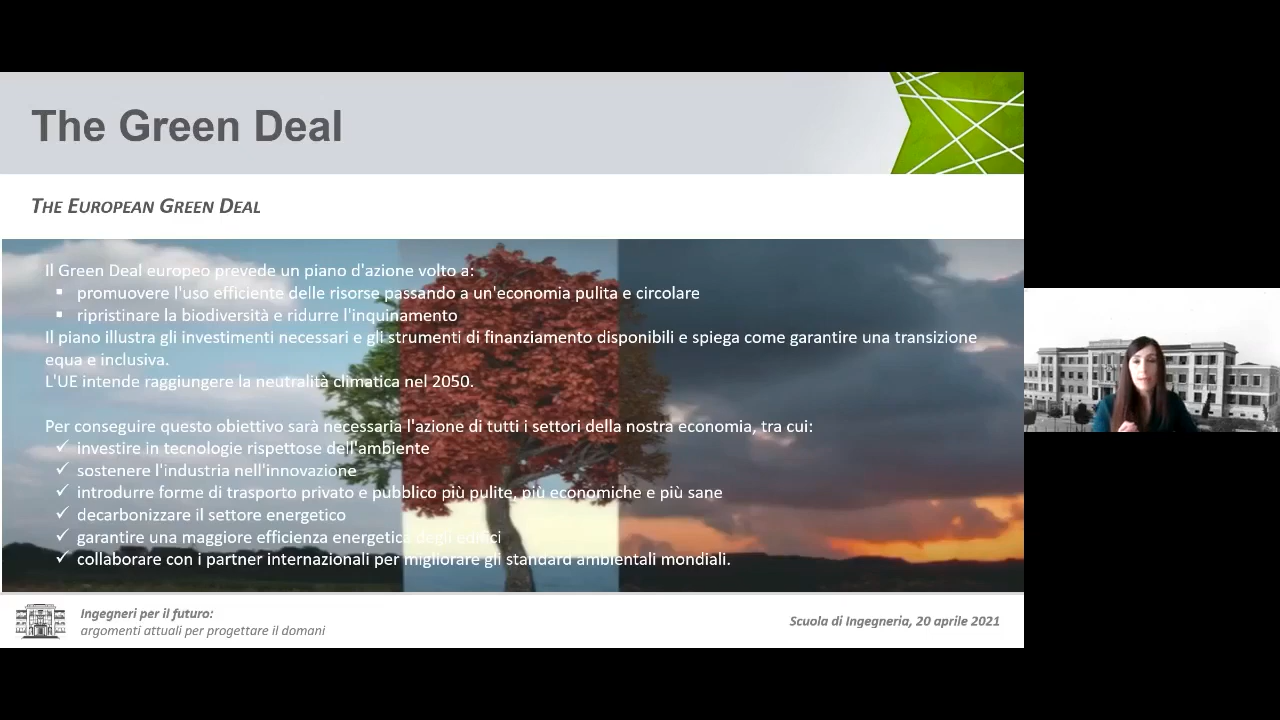 The Green Deal
THE EUROPEAN GREEN DEAL
Il Green Deal europeo prevede un piano d'azione volto a:
▪ promuovere l'uso efficiente delle risorse passando a un'economia pulita e circolare
▪ ripristinare la biodiversità e ridurre l'inquinamento
Il piano illustra gli investimenti necessari e gli strumenti di finanziamento disponibili e spiega come garantire una transizione
equa e inclusiva.
L'UE intende raggiungere la neutralità climatica nel 2050.
Per conseguire questo obiettivo sarà necessaria l'azione di tutti i settori della nostra economia, tra cui:
✓ investire in tecnologie rispettose dell'ambiente
✓ sostenere l'industria nell'innovazione
✓ introdurre forme di trasporto privato e pubblico più pulite, più economiche e più sane
✓ decarbonizzare il settore energetico
✓ garantire una maggiore efficienza energetica degli edifici
✓ collaborare con i partner internazionali per migliorare gli standard ambientali mondiali.
Ingegneri per il futuro:
argomenti attuali per progettare il domani
Scuola di Ingegneria, 20 aprile 2021